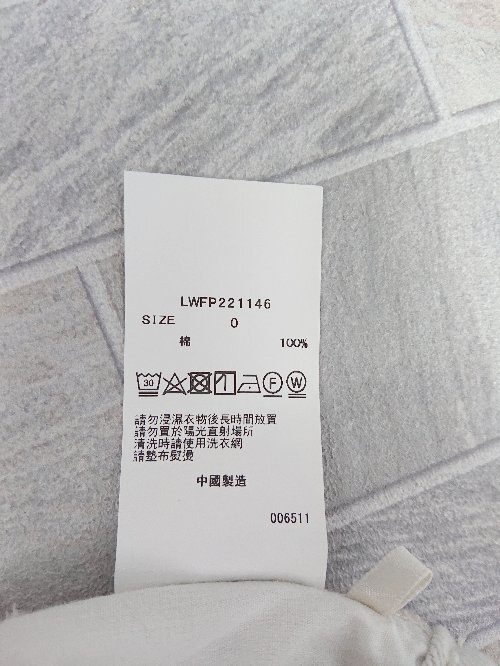 LWFP221146
SIZE 0
棉 100%
30 F W
請勿浸濕衣物後長時間放置
請勿置於陽光直射場所
清洗時請使用洗衣網
請墊布熨燙
中國製造
006511